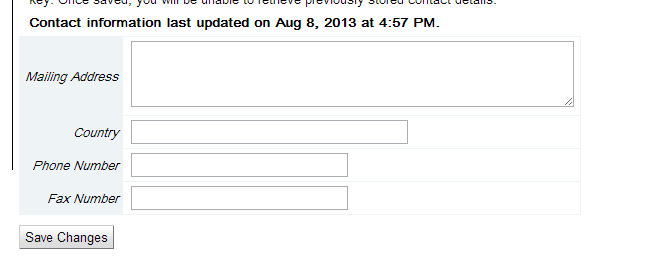 key. Once saved, you will be unable to retrieve previously stored contact details.
Contact information last updated on Aug 8, 2013 at 4:57 PM.
Mailing Address
Country
Phone Number
Fax Number
Save Changes